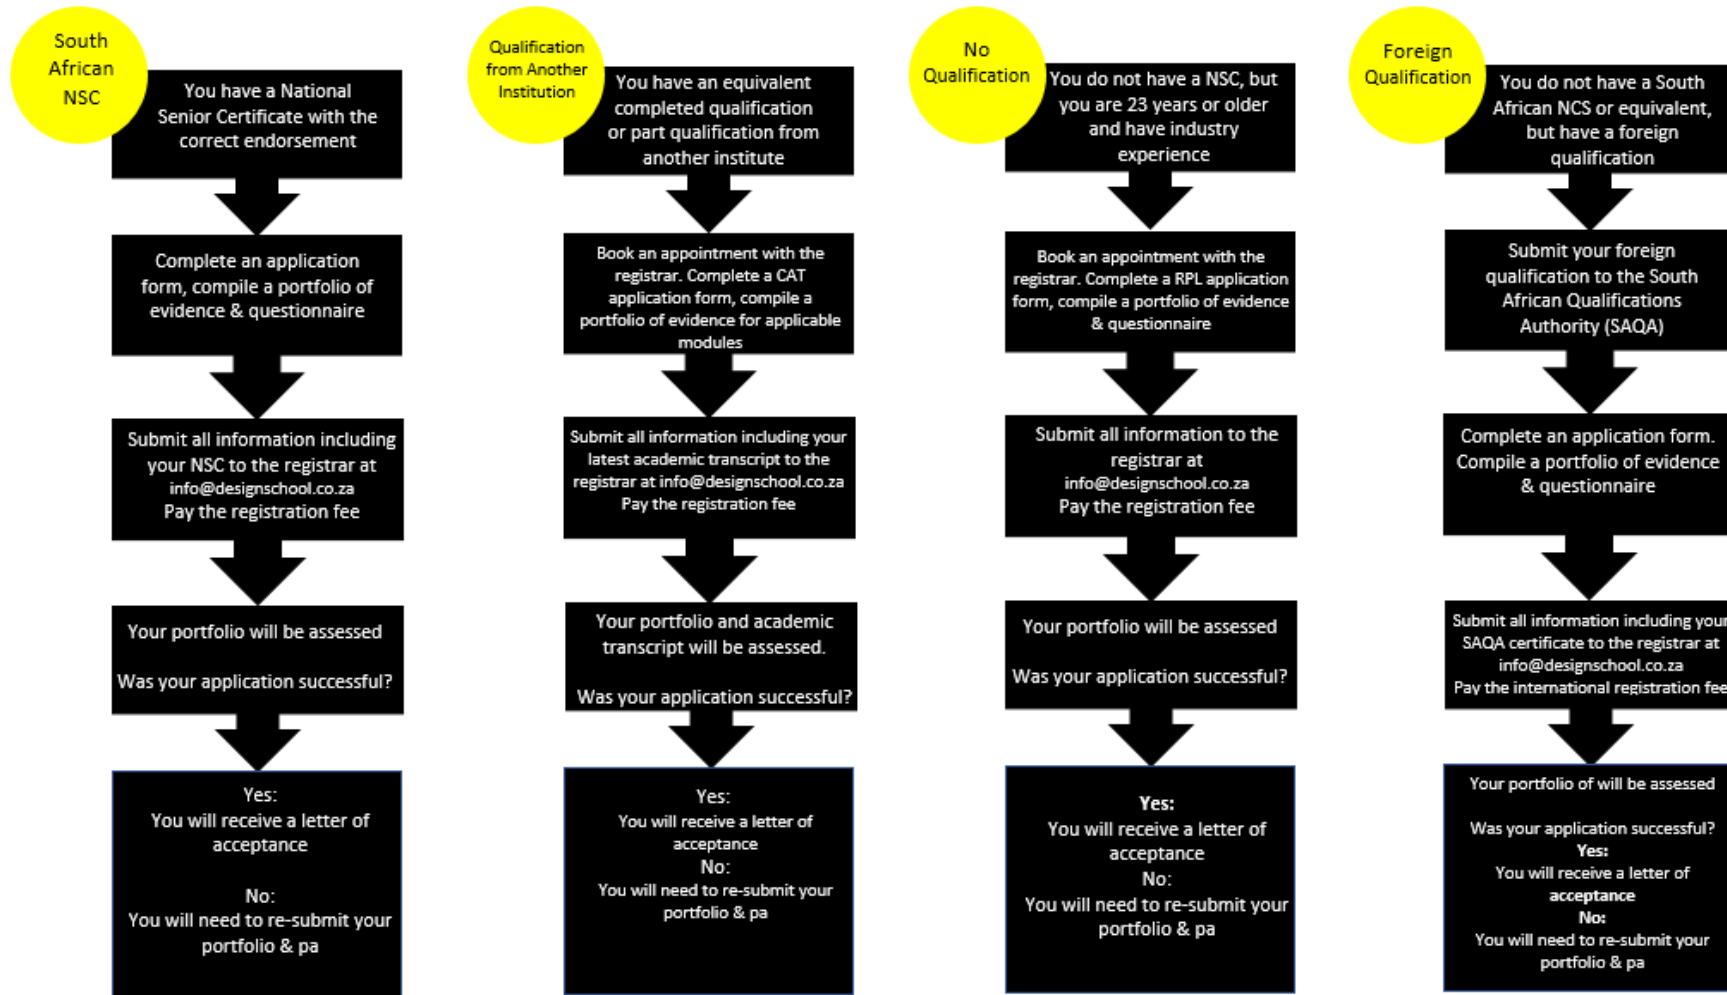 South
African
NSC
You have a National
Senior Certificate with the
correct endorsement
Complete an application
form, compile a portfolio of
evidence & questionnaire
Submit all information including
your NSC to the registrar at
info@designschool.co.za
Pay the registration fee
Your portfolio will be assessed
Was your application successful?
Yes:
You will receive a letter of
acceptance
No:
You will need to re-submit your
portfolio & pa
Qualification
from Another
Institution
You have an equivalent
completed qualification
or part qualification from
another institute
Book an appointment with the
registrar. Complete a CAT
application form, compile a
portfolio of evidence for applicable
modules
Submit all information including your
latest academic transcript to the
registrar at info@designschool.co.za
Pay the registration fee
Your portfolio and academic
transcript will be assessed.
Was your application successful?
Yes:
You will receive a letter of
acceptance
No:
You will need to re-submit your
portfolio & pa
No
Qualification
You do not have a NSC, but
you are 23 years or older
and have industry
experience
Book an appointment with the
registrar. Complete a RPL application
form, compile a portfolio of evidence
& questionnaire
Submit all information to the
registrar at
info@designschool.co.za
Pay the registration fee
Your portfolio will be assessed
Was your application successful?
Yes:
You will receive a letter of
acceptance
No:
You will need to re-submit your
portfolio & pa
Foreign
Qualification
You do not have a South
African NCS or equivalent,
but have a foreign
qualification
Submit your foreign
qualification to the South
African Qualifications
Authority (SAQA)
Complete an application form.
Compile a portfolio of evidence
& questionnaire
Submit all information including your
SAQA certificate to the registrar at
info@designschool.co.za
Pay the international registration fee
Your portfolio of will be assessed
Was your application successful?
Yes:
You will receive a letter of
acceptance
No:
You will need to re-submit your
portfolio & pa